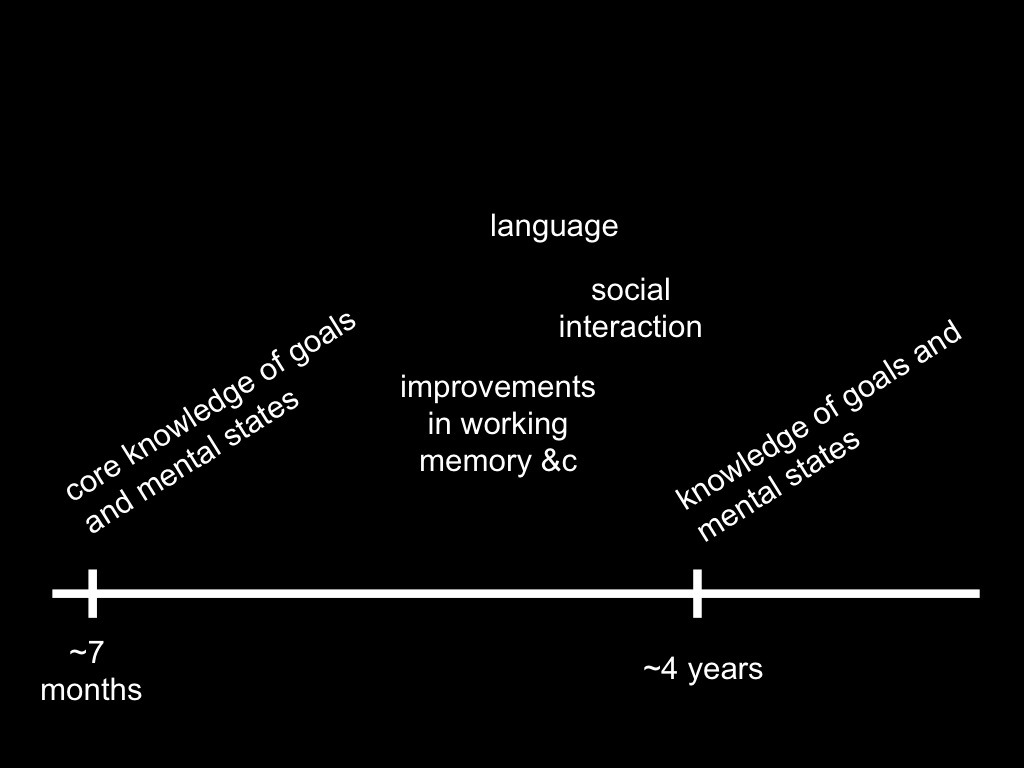 language
social
interaction
core knowledge of goals
and mental states
improvements
in working
memory &c
knowledge of goals and
mental states
~7
months
~4 years